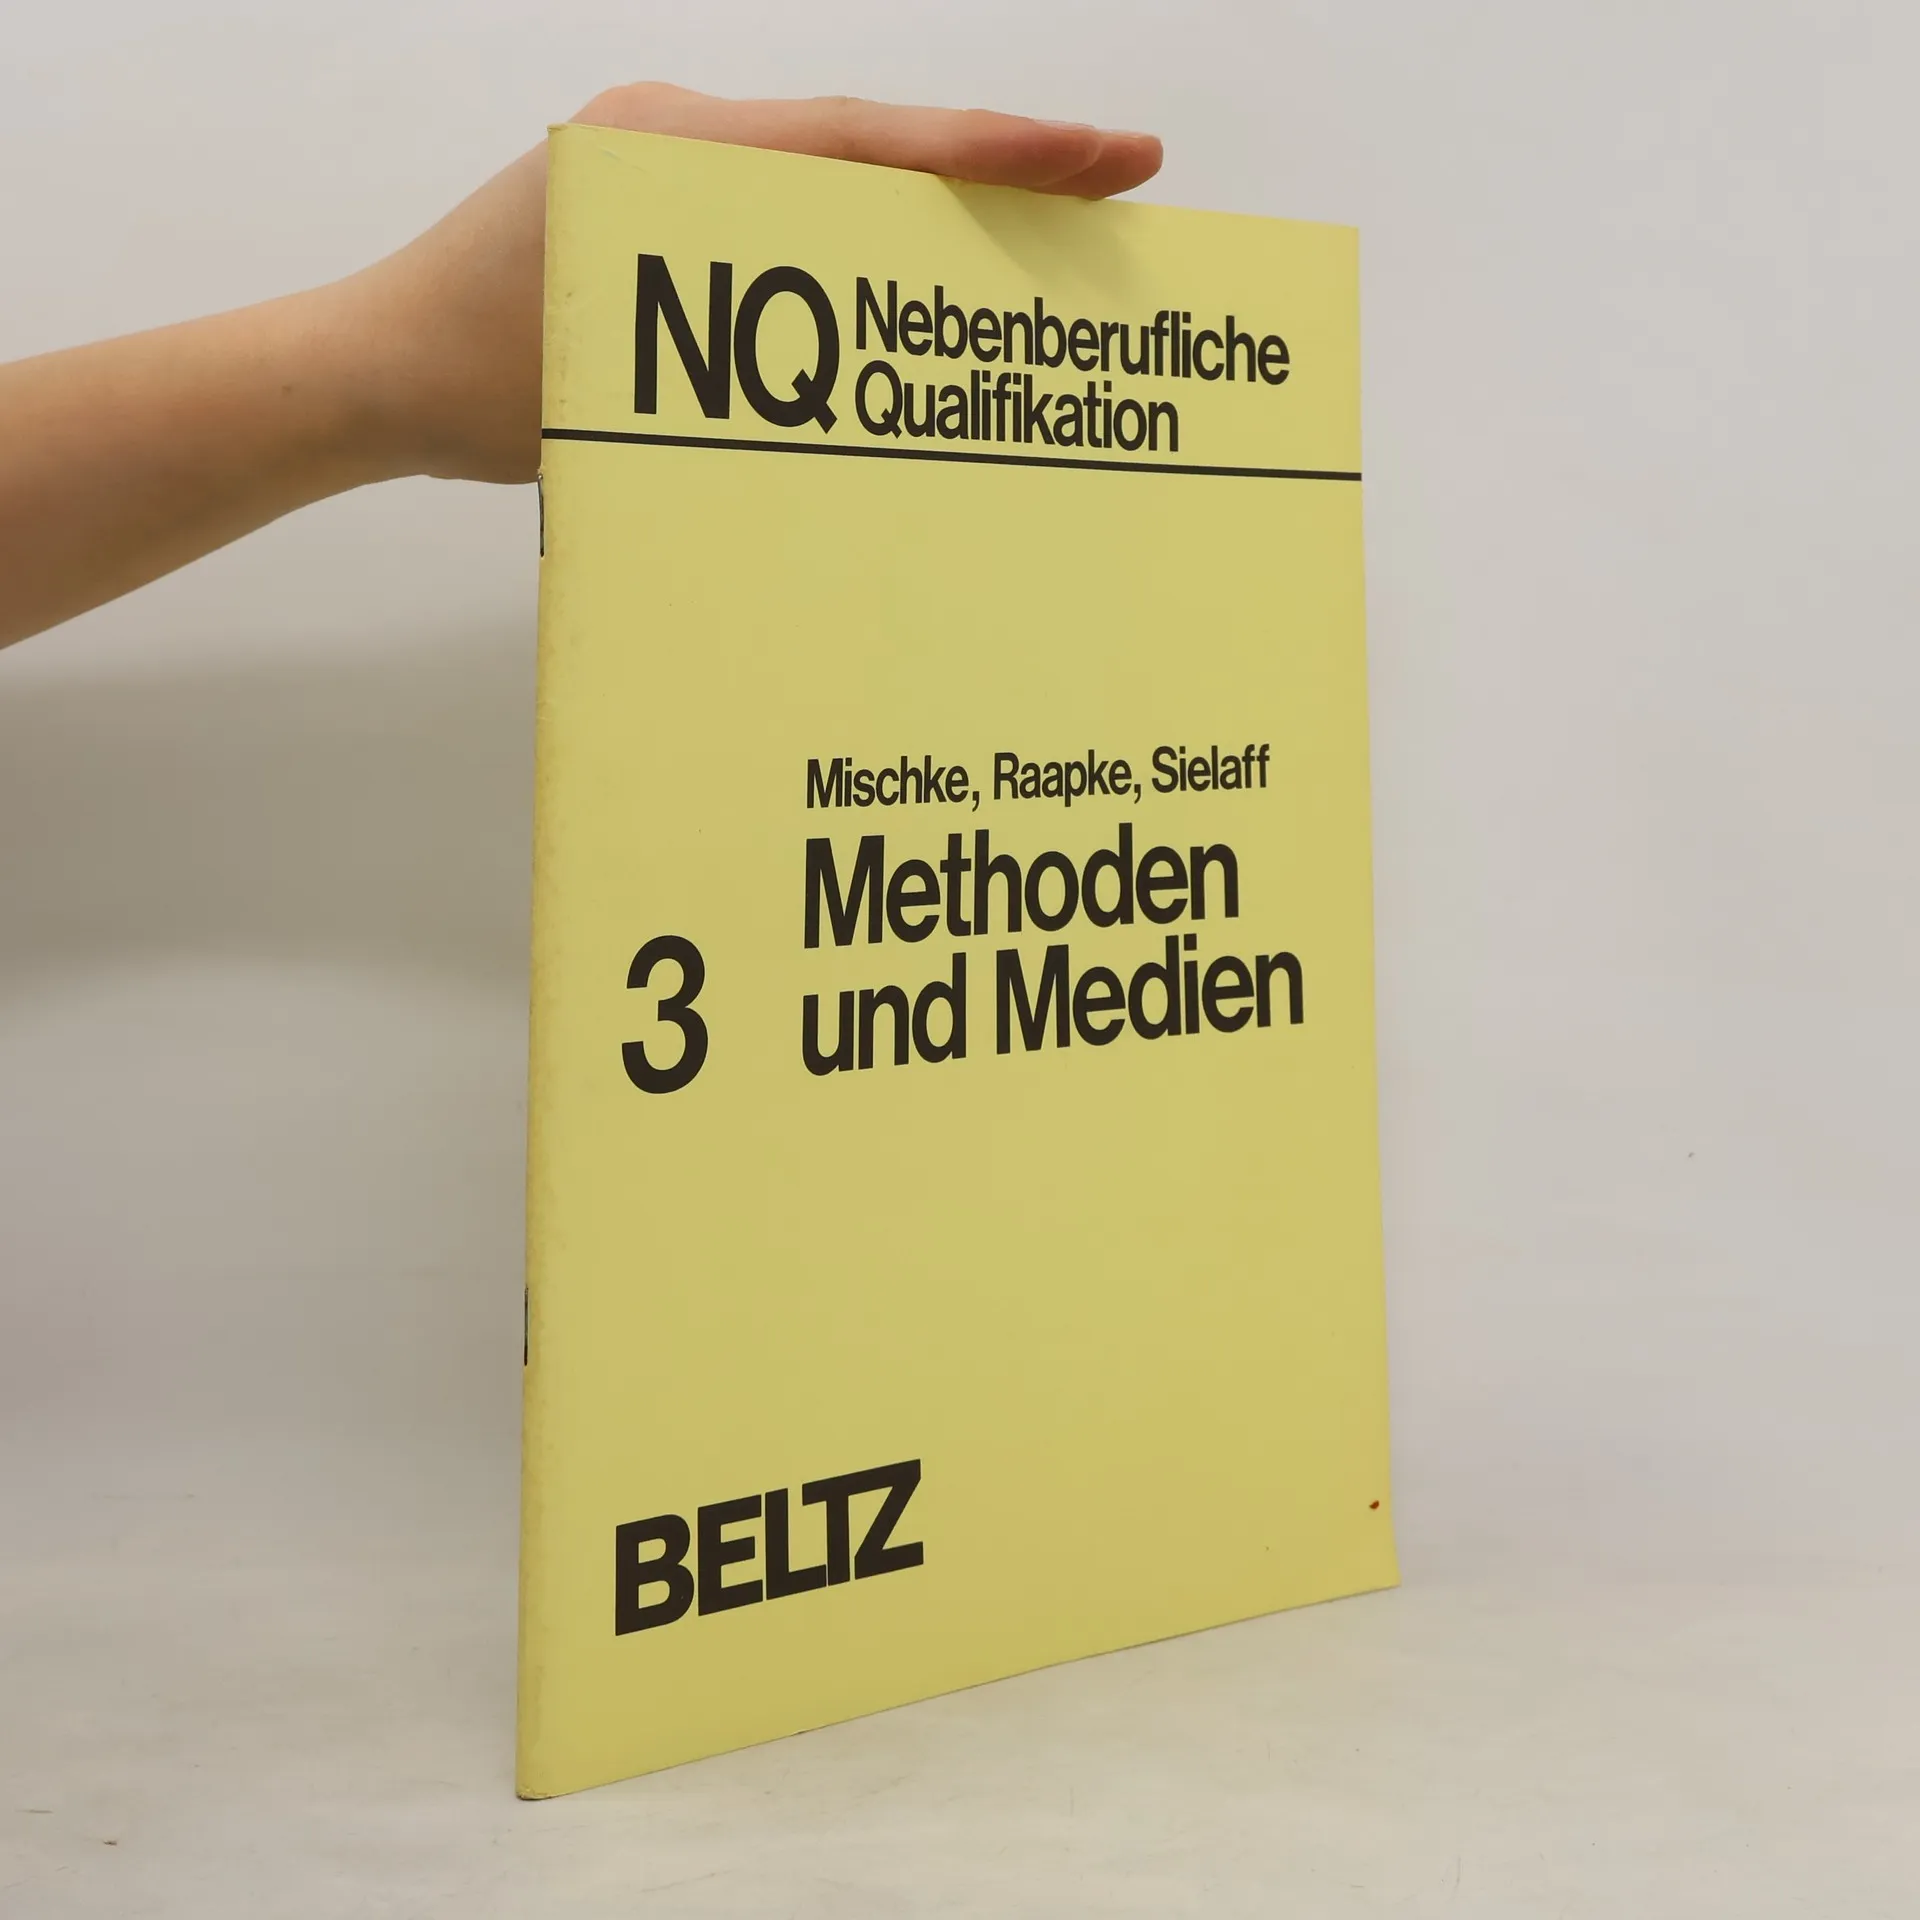 NQ Nebenberufliche
Qualifikation
Mischke, Raapke, Sielaff
Methoden
3 und Medien
BELTZ